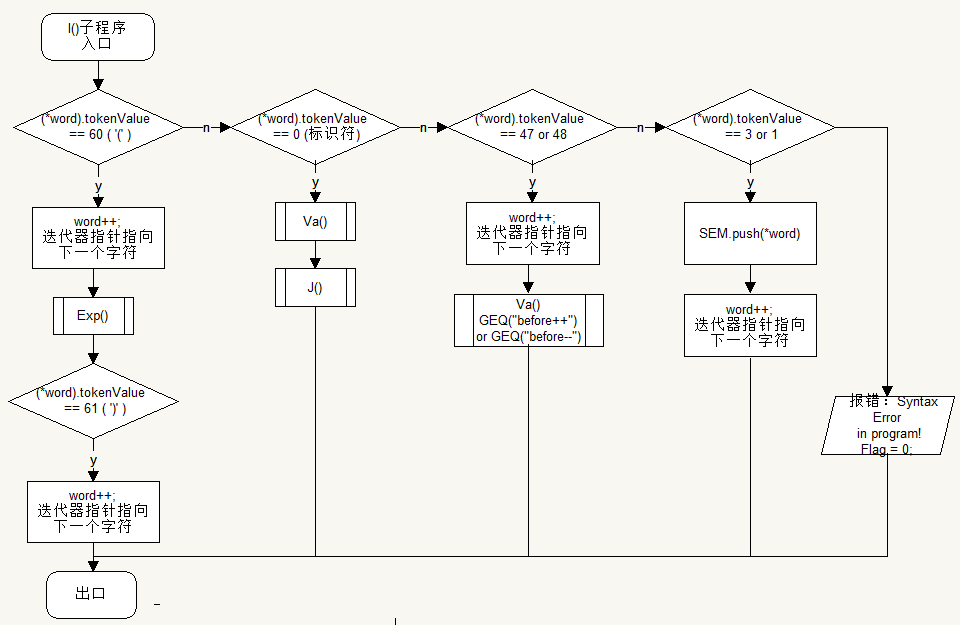 I()子程序
入口
(*word).tokenValue
== 60 ( '(' )
n
(*word).tokenValue
== 0 (标识符)
n
(*word).tokenValue
== 47 or 48
n
(*word).tokenValue
== 3 or 1
y
y
y
y
word++;
迭代器指针指向
下一个字符
Va()
word++;
迭代器指针指向
下一个字符
SEM.push(*word)
Exp()
J()
Va()
GEQ("before++")
or GEQ("before--")
word++;
迭代器指针指向
下一个字符
(*word).tokenValue
== 61 ( ')' )
报错：Syntax
Error
in program!
Flag = 0;
y
word++;
迭代器指针指向
下一个字符
出口